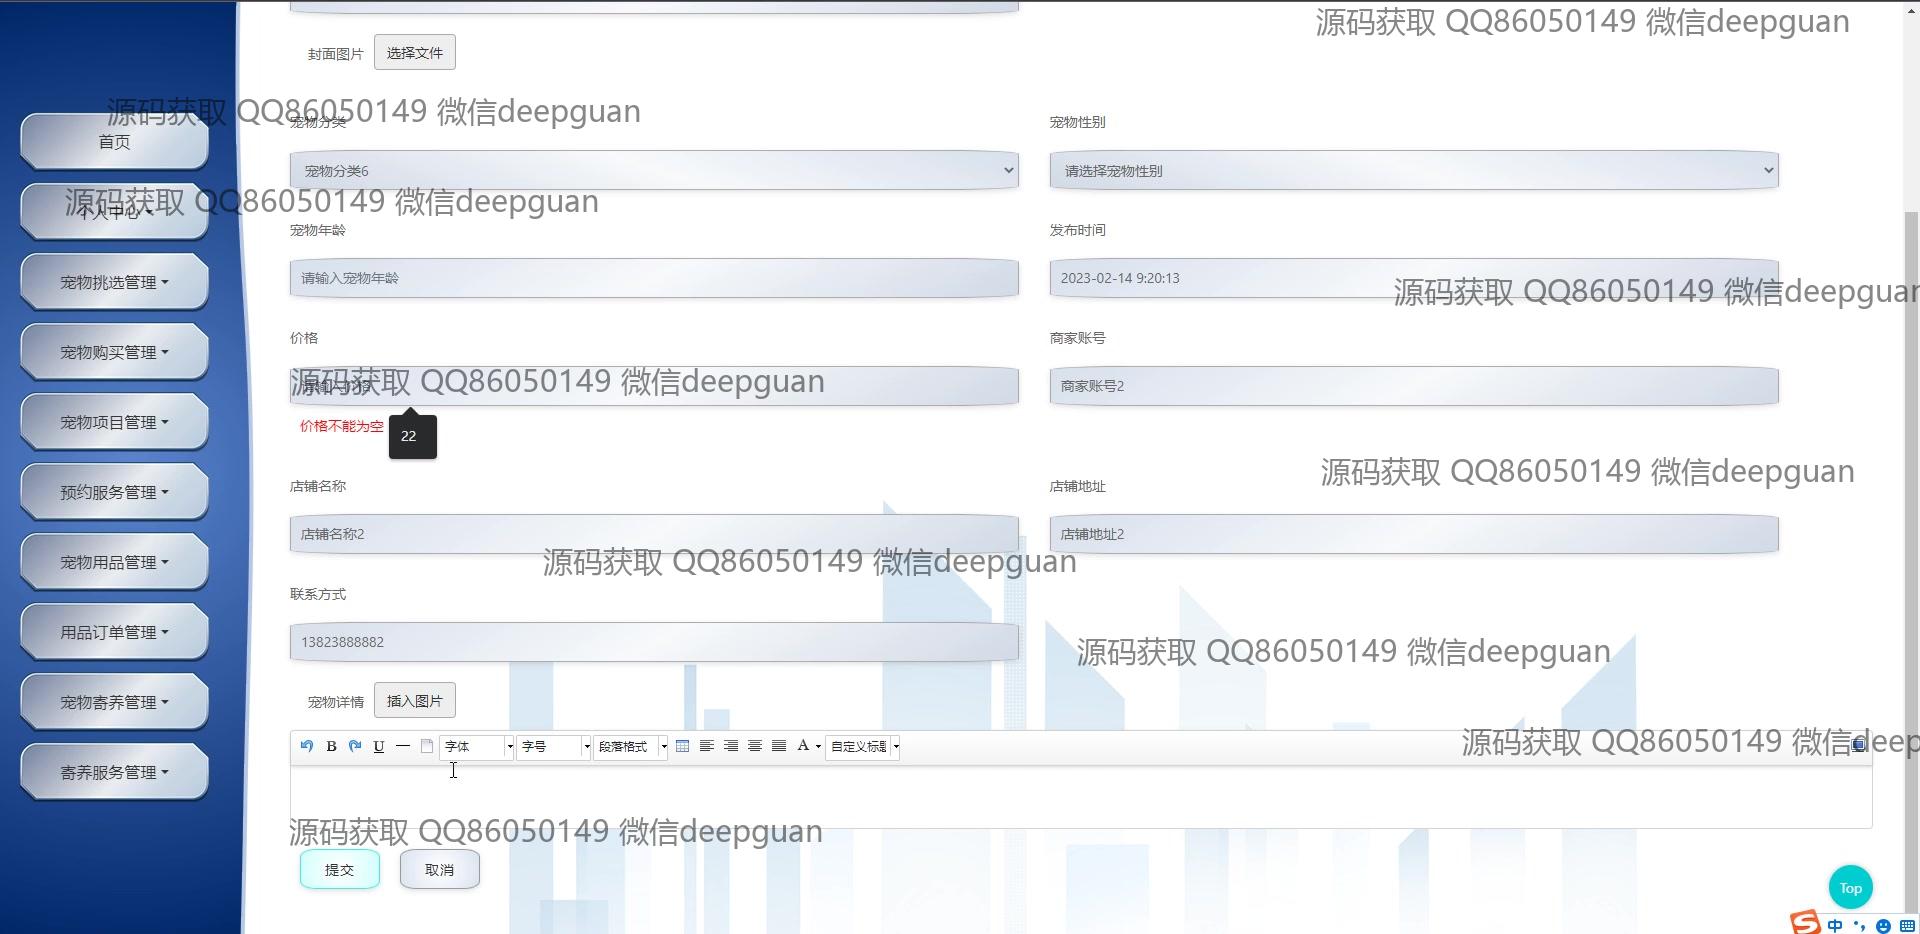 源码获取 QQ86050149 微信deepguan
封面图片 选择文件
源码获取 QQ86050149 微信deepguan
首页
宠物分类
宠物性别
宠物分类6
请选择宠物性别
源码获取 QQ86050149 微信deepguan
个人中心
宠物年龄
发布时间
宠物挑选管理
请输入宠物年龄
2023-02-14 9:20:13
源码获取 QQ86050149 微信deepguan
价格
商家账号
宠物购买管理
源码获取 QQ86050149 微信deepguan
请输入价格
商家账号2
宠物项目管理
价格不能为空
22
源码获取 QQ86050149 微信deepguan
店铺名称
店铺地址
预约服务管理
店铺名称2
店铺地址2
源码获取 QQ86050149 微信deepguan
宠物用品管理
联系方式
用品订单管理
13823888882
源码获取 QQ86050149 微信deepguan
宠物寄养管理
宠物详情 插入图片
源码获取 QQ86050149 微信deep
B U 字体 字号 段落格式 A 自定义标题
寄养服务管理
源码获取 QQ86050149 微信deepguan
提交 取消
Top
S 中